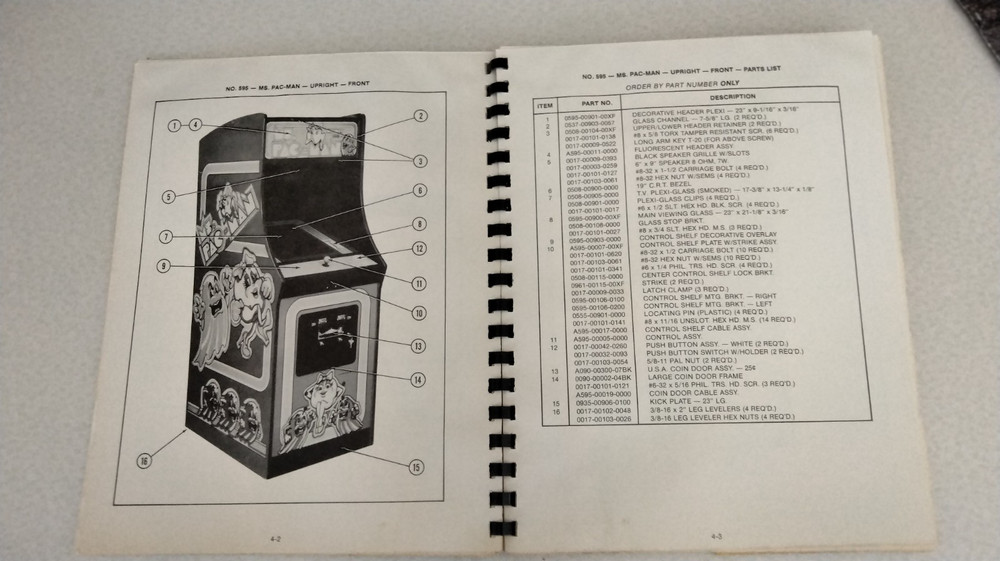 NO. 595 — MS. PAC-MAN — UPRIGHT — FRONT
1 4
2
3
5
6
7
8
9
12
11
10
13
14
16
15
4-2
NO. 595 — MS. PAC-MAN — UPRIGHT — FRONT — PARTS LIST
ORDER BY PART NUMBER ONLY
ITEM PART NO. DESCRIPTION
1 0595-00901-00XF DECORATIVE HEADER PLEXI — 23" x 9-1/16" x 3/16"
2 0537-00803-0057 GLASS CHANNEL — 7-5/8" LG. (2 REQ'D.)
3 0508-00104-00XF UPPER/LOWER HEADER RETAINER (2 REQ'D.)
0017-00101-0138 #8 x 5/8 TORX TAMPER RESISTANT SCR. (6 REQ'D.)
0017-00009-0522 LONG ARM KEY T-20 (FOR ABOVE SCREW)
4 A595-00011-0000 FLUORESCENT HEADER ASSY.
5 0017-00009-0383 BLACK SPEAKER GRILLE W/SLOTS
0017-00003-0259 6" x 9" SPEAKER 8 OHM, 7W.
0017-00101-0127 #8-32 x 1-1/2 CARRIAGE BOLT (4 REQ'D.)
0017-00103-0061 #8-32 HEX NUT W/SEMS (4 REQ'D.)
6 0508-00900-0000 19" C.R.T. BEZEL
7 0508-00905-0000 T.V. PLEXI-GLASS (SMOKED) — 17-3/8" x 13-1/4" x 1/8"
0508-00901-0000 PLEXI-GLASS CLIPS (4 REQ'D.)
0017-00101-0017 #6 x 1/2 SLT. HEX HD. BLK. SCR. (4 REQ'D.)
8 0595-00900-00XF MAIN VIEWING GLASS — 22" x 21-1/8" x 3/16"
0508-00108-0000 GLASS STOP BRKT.
0017-00101-0027 #8 x 3/4 SLT. HEX HD. M.S. (3 REQ'D.)
9 0595-00903-0000 CONTROL SHELF DECORATIVE OVERLAY
10 A595-00007-00XF CONTROL SHELF PLATE W/STRIKE ASSY.
0017-00101-0620 #8-32 x 1/2 CARRIAGE BOLT (10 REQ'D.)
0017-00103-0061 #8-32 HEX NUT W/SEMS (10 REQ'D.)
0017-00101-0341 #6 x 1/4 PHIL. TRS. HD. SCR. (4 REQ'D.)
0508-00115-0000 CENTER CONTROL SHELF LOCK BRKT.
0961-00115-00XF STRIKE (2 REQ'D.)
0017-00009-0033 LATCH CLAMP (3 REQ'D.)
0595-00106-0100 CONTROL SHELF MTG. BRKT. — RIGHT
0595-00106-0200 CONTROL SHELF MTG. BRKT. — LEFT
0555-00901-0000 LOCATING PIN (PLASTIC) (4 REQ'D.)
0017-00101-0141 #8 x 11/16 UNSLOT. HEX HD. M.S. (14 REQ'D.)
A595-00017-0000 CONTROL SHELF CABLE ASSY.
11 A595-00005-0000 CONTROL ASSY.
12 0017-00042-0260 PUSH BUTTON ASSY. — WHITE (2 REQ'D.)
0017-00032-0093 PUSH BUTTON SWITCH W/HOLDER (2 REQ'D.)
0017-00103-0054 5/8-11 PAL NUT (2 REQ'D.)
13 A090-00300-07BK U.S.A. COIN DOOR ASSY. — 25¢
14 0090-00002-04BK LARGE COIN DOOR FRAME
0017-00101-0121 #6-32 x 5/16 PHIL. TRS. HD. SCR. (3 REQ'D.)
A595-00019-0000 COIN DOOR CABLE ASSY.
15 0935-00906-0100 KICK PLATE — 23" LG.
16 0017-00102-0048 3/8-16 x 2" LEG LEVELERS (4 REQ'D.)
0017-00103-0026 3/8-16 LEG LEVELER HEX NUTS (4 REQ'D.)
4-3